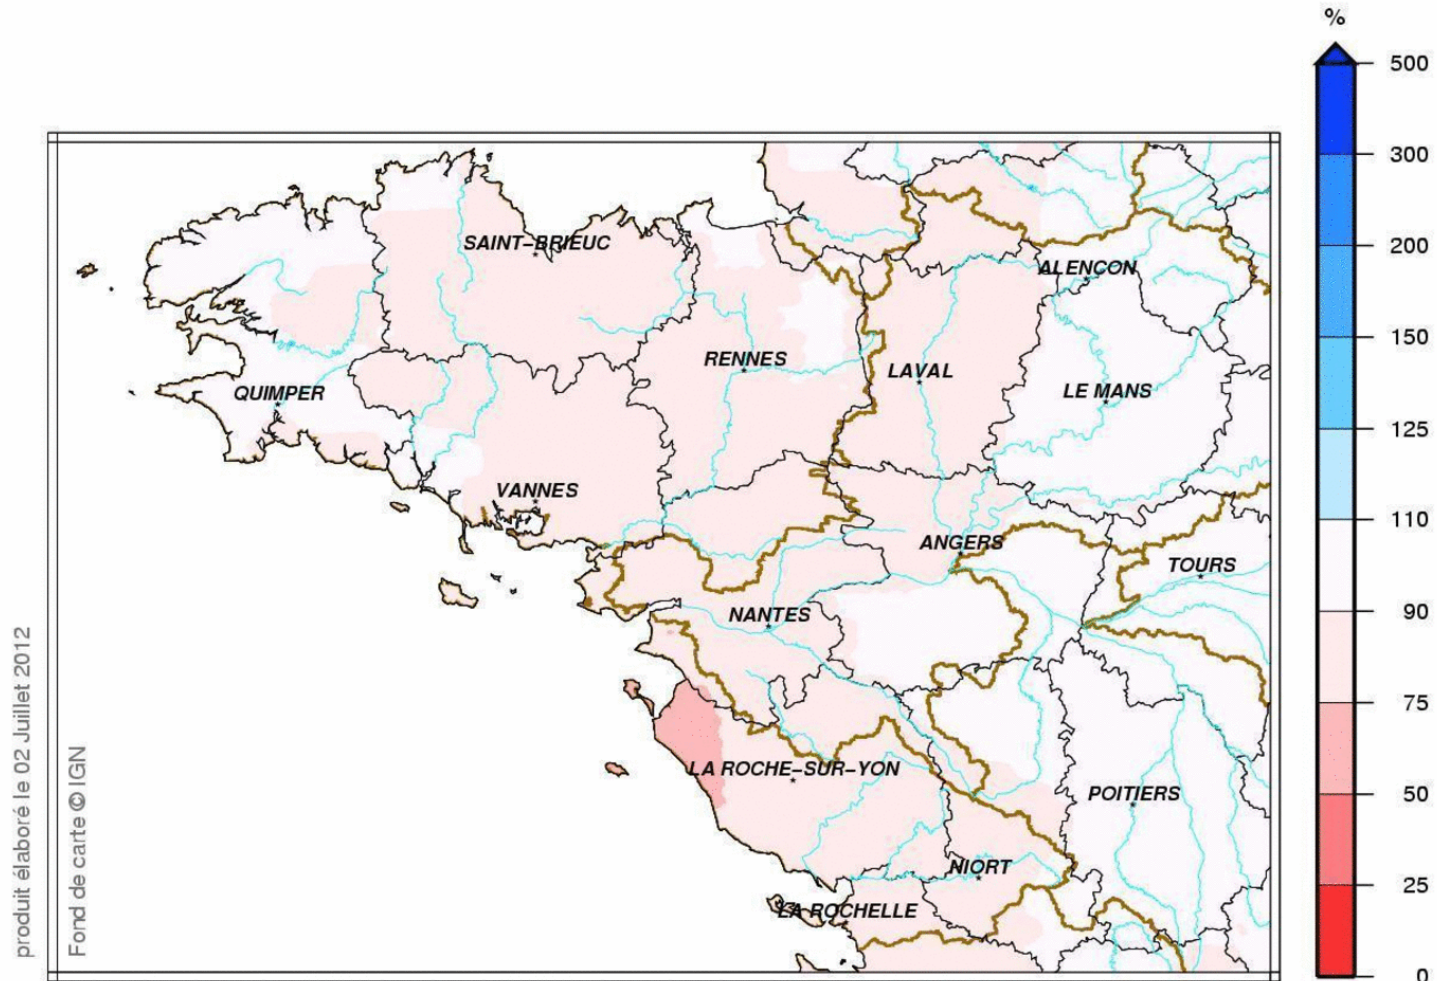 %
500
300
200
150
125
110
90
75
50
25
0
SAINT-BRIEUC
ALENCON
RENNES
LAVAL
QUIMPER
LE MANS
VANNES
ANGERS
TOURS
NANTES
LA ROCHE-SUR-YON
POITIERS
NIORT
LA ROCHELLE
produit élaboré le 02 Juillet 2012
Fond de carte © IGN